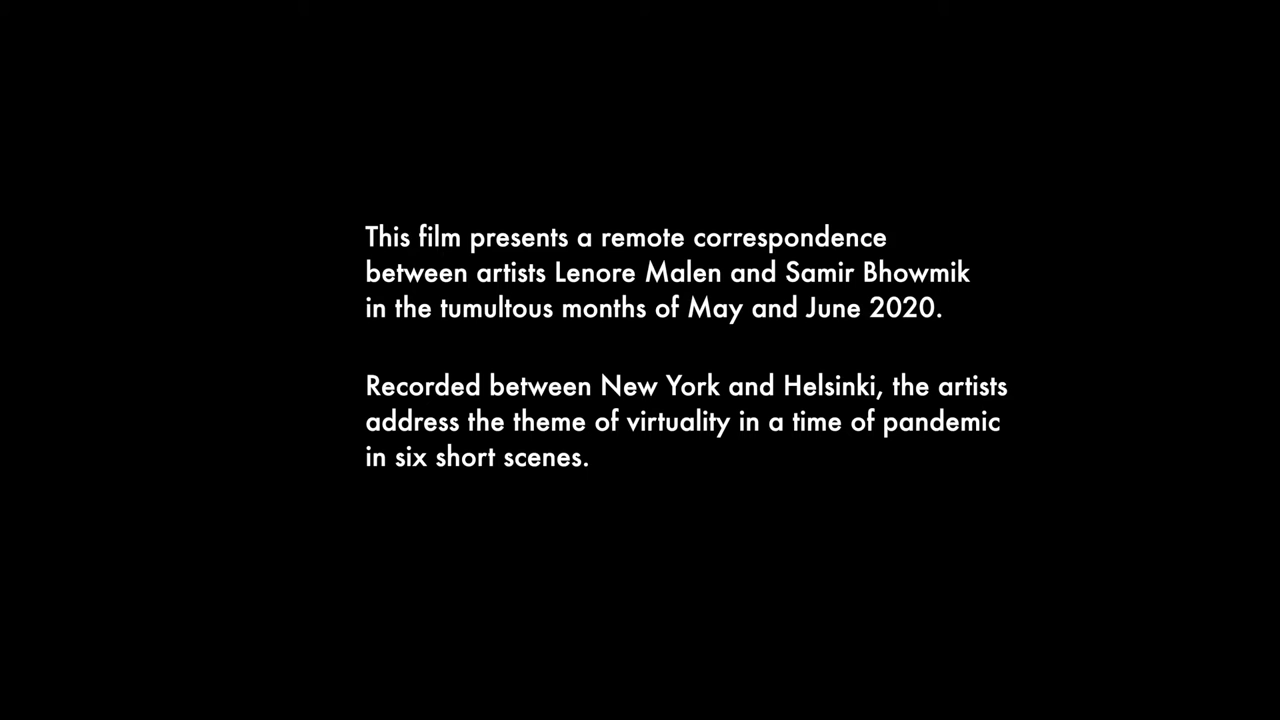 This film presents a remote correspondence
between artists Lenore Malen and Samir Bhowmik
in the tumultous months of May and June 2020.
Recorded between New York and Helsinki, the artists
address the theme of virtuality in a time of pandemic
in six short scenes.